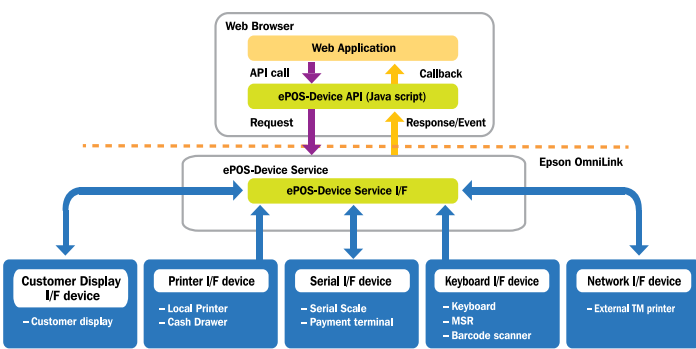 Web Browser
Web Application
API call
Callback
ePOS-Device API (Java script)
Request
Response/Event
Epson OmniLink
ePOS-Device Service
ePOS-Device Service I/F
Customer Display
I/F device
– Customer display
Printer I/F device
– Local Printer
– Cash Drawer
Serial I/F device
– Serial Scale
– Payment terminal
Keyboard I/F device
– Keyboard
– MSR
– Barcode scanner
Network I/F device
– External TM printer